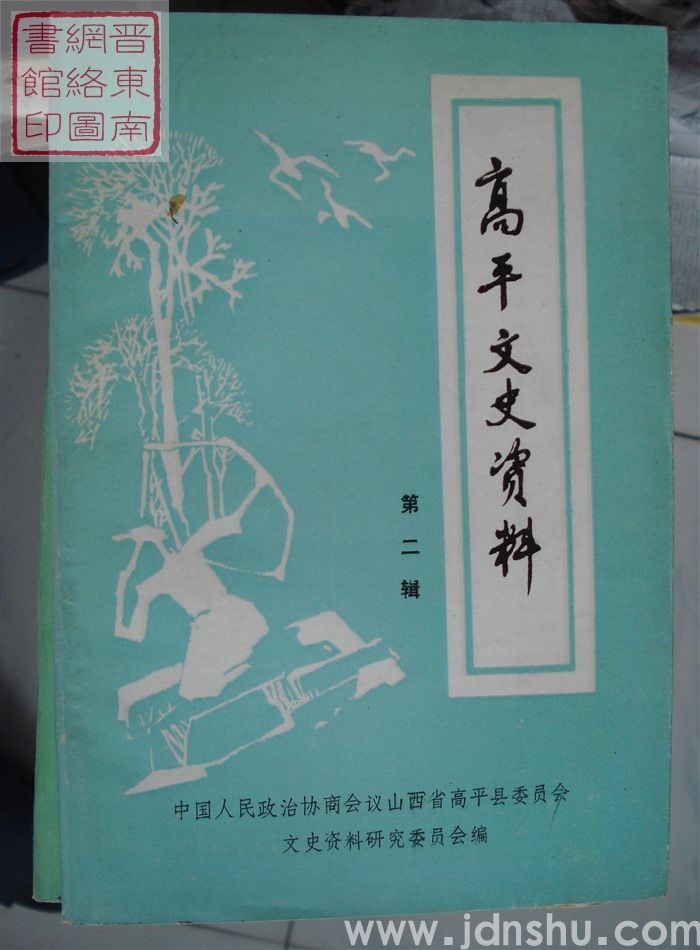 晋東南
網絡圖
書館印
高平文史资料
第二辑
中国人民政治协商会议山西省高平县委员会
文史资料研究委员会编
www.jdnshu.com